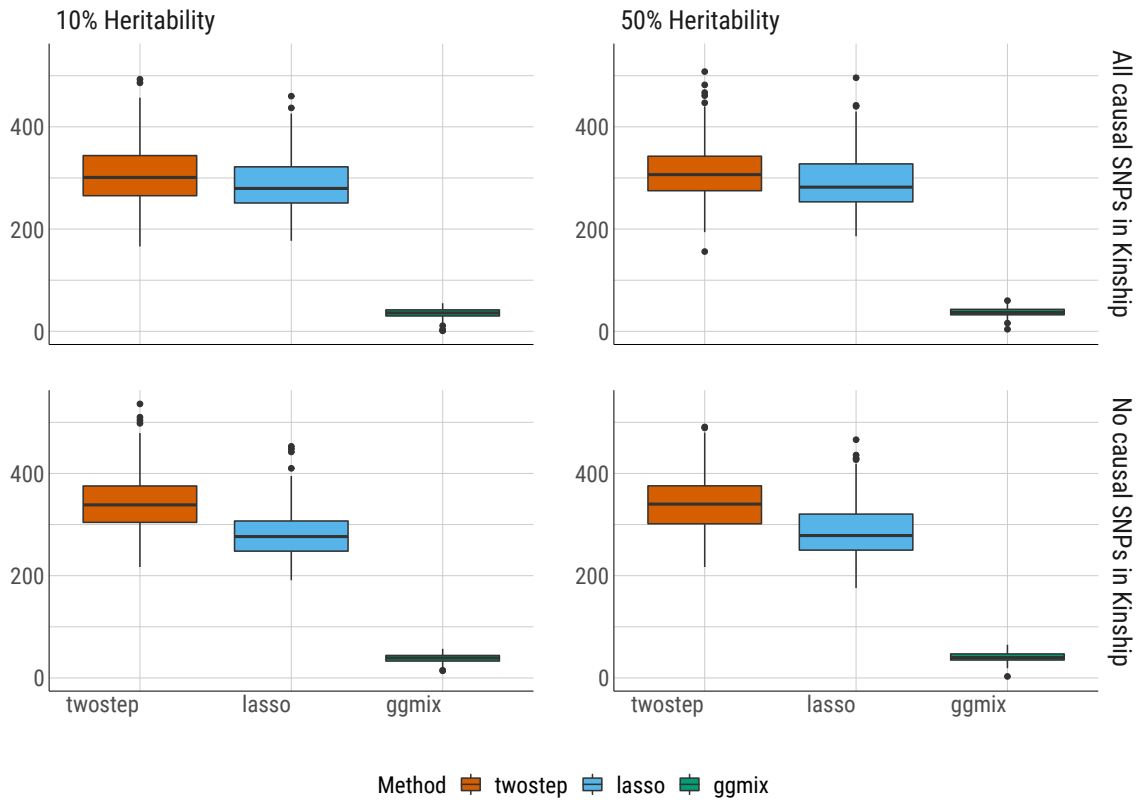 10% Heritability
50% Heritability
400
200
0
400
200
0
All causal SNPs in Kinship
400
200
0
400
200
0
No causal SNPs in Kinship
twostep lasso ggmix
twostep lasso ggmix
Method twostep lasso ggmix